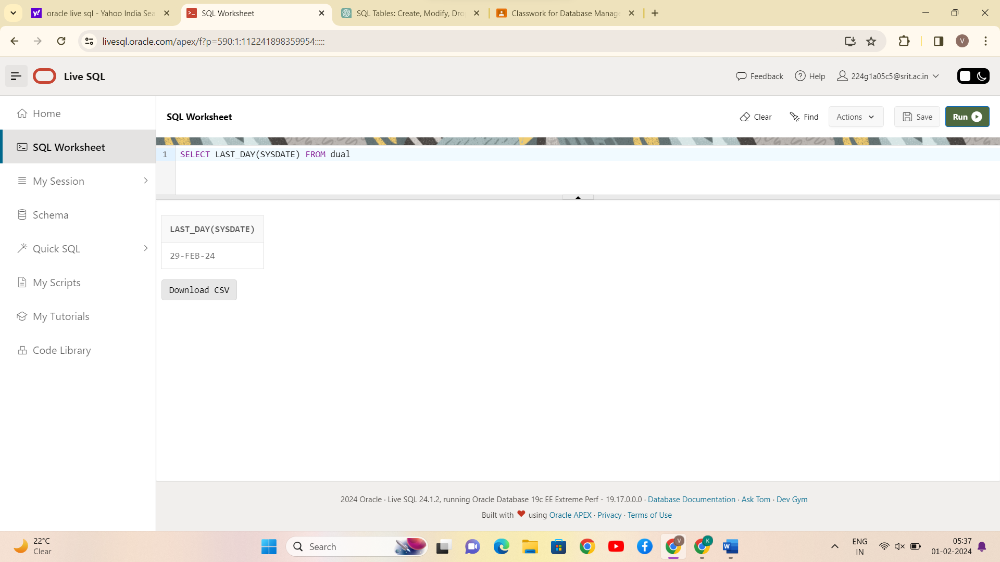 oracle live sql - Yahoo India Sea
SQL Worksheet
SQL Tables: Create, Modify, Dro
Classwork for Database Manage
livesql.oracle.com/apex/f?p=590:1:112241898359954:::::
V
Live SQL
Feedback
Help
224g1a05c5@srit.ac.in
Home
SQL Worksheet
My Session
Schema
Quick SQL
My Scripts
My Tutorials
Code Library
SQL Worksheet
Clear
Find
Actions
Save
Run
1 SELECT LAST_DAY(SYSDATE) FROM dual
LAST_DAY(SYSDATE)
29-FEB-24
Download CSV
2024 Oracle · Live SQL 24.1.2, running Oracle Database 19c EE Extreme Perf - 19.17.0.0.0 · Database Documentation · Ask Tom · Dev Gym
Built with ❤ using Oracle APEX · Privacy · Terms of Use
22°C
Clear
Search
V
K
W
ENG
IN
05:37
01-02-2024